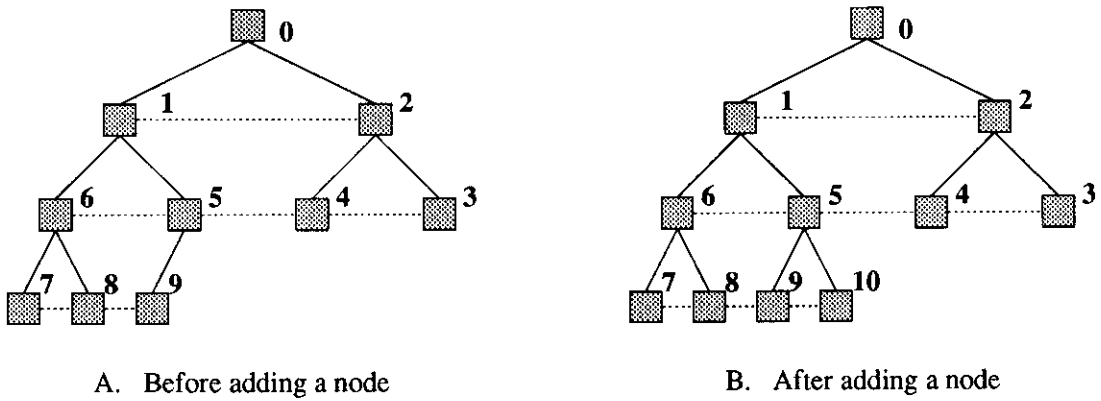 0 0
1 2 1 2
6 5 4 3 6 5 4 3
7 8 9 7 8 9 10
A. Before adding a node
B. After adding a node